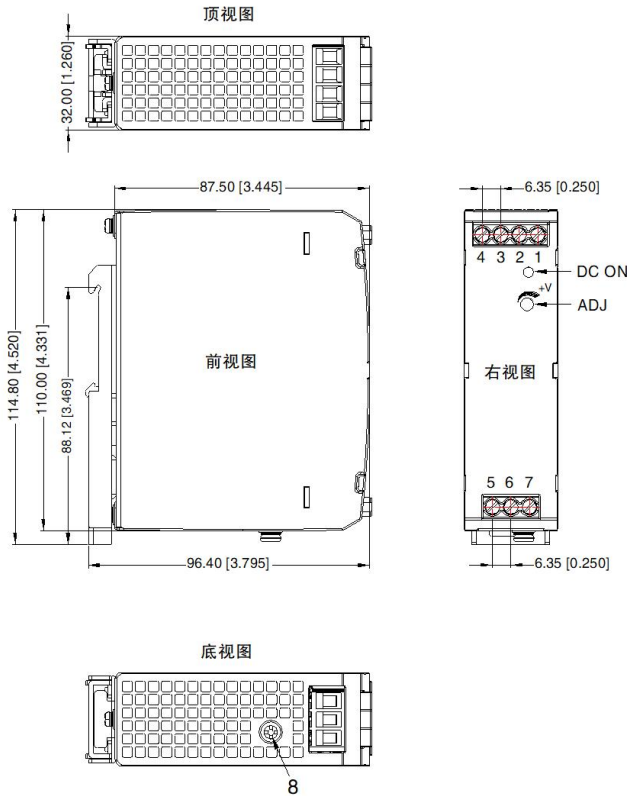 顶视图
32.00 [1.260]
87.50 [3.445]
6.35 [0.250]
4 3 2 1
DC ON
+V
ADJ
114.80 [4.520]
110.00 [4.331]
88.12 [3.469]
前视图
右视图
5 6 7
96.40 [3.795]
6.35 [0.250]
底视图
8